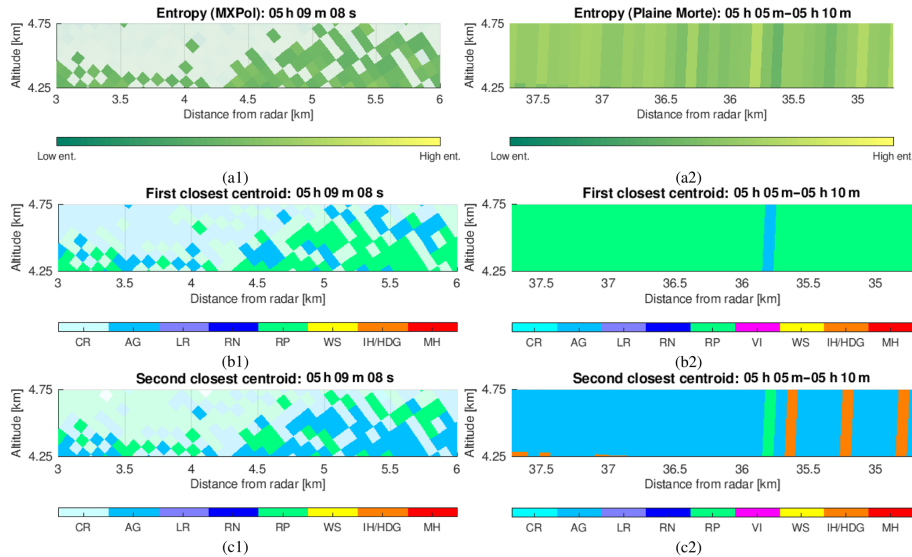 Entropy (MXPol): 05 h 09 m 08 s
Entropy (Plaine Morte): 05 h 05 m−05 h 10 m
Altitude [km]
4.75
4.25
3 3.5 4 4.5 5 5.5 6
Distance from radar [km]
Altitude [km]
4.75
4.25
37.5 37 36.5 36 35.5 35
Distance from radar [km]
Low ent. High ent.
Low ent. High ent.
(a1)
(a2)
First closest centroid: 05 h 09 m 08 s
First closest centroid: 05 h 05 m−05 h 10 m
Altitude [km]
4.75
4.25
3 3.5 4 4.5 5 5.5 6
Distance from radar [km]
Altitude [km]
4.75
4.25
37.5 37 36.5 36 35.5 35
Distance from radar [km]
CR AG LR RN RP WS IH/HDG MH
CR AG LR RN RP VI WS IH/HDG MH
(b1)
(b2)
Second closest centroid: 05 h 09 m 08 s
Second closest centroid: 05 h 05 m−05 h 10 m
Altitude [km]
4.75
4.25
3 3.5 4 4.5 5 5.5 6
Distance from radar [km]
Altitude [km]
4.75
4.25
37.5 37 36.5 36 35.5 35
Distance from radar [km]
CR AG LR RN RP WS IH/HDG MH
CR AG LR RN RP VI WS IH/HDG MH
(c1)
(c2)